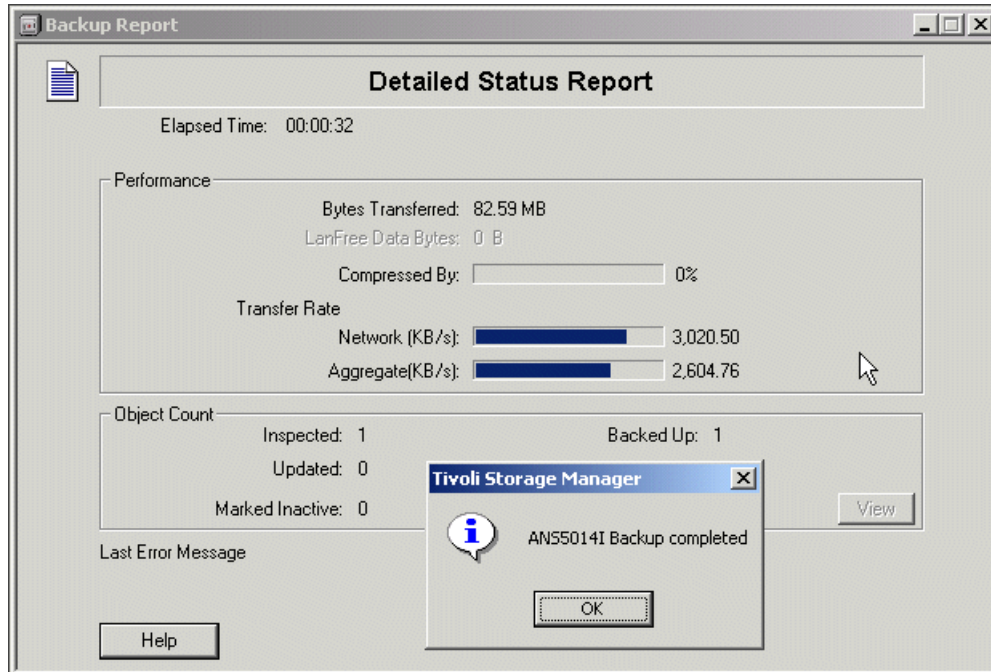 Backup Report
Detailed Status Report
Elapsed Time: 00:00:32
Performance
Bytes Transferred: 82.59 MB
LanFree Data Bytes: 0 B
Compressed By: 0%
Transfer Rate
Network (KB/s): 3,020.50
Aggregate(KB/s): 2,604.76
Object Count
Inspected: 1 Backed Up: 1
Updated: 0
Marked Inactive: 0
View
Tivoli Storage Manager
ANS5014I Backup completed
OK
Last Error Message
Help